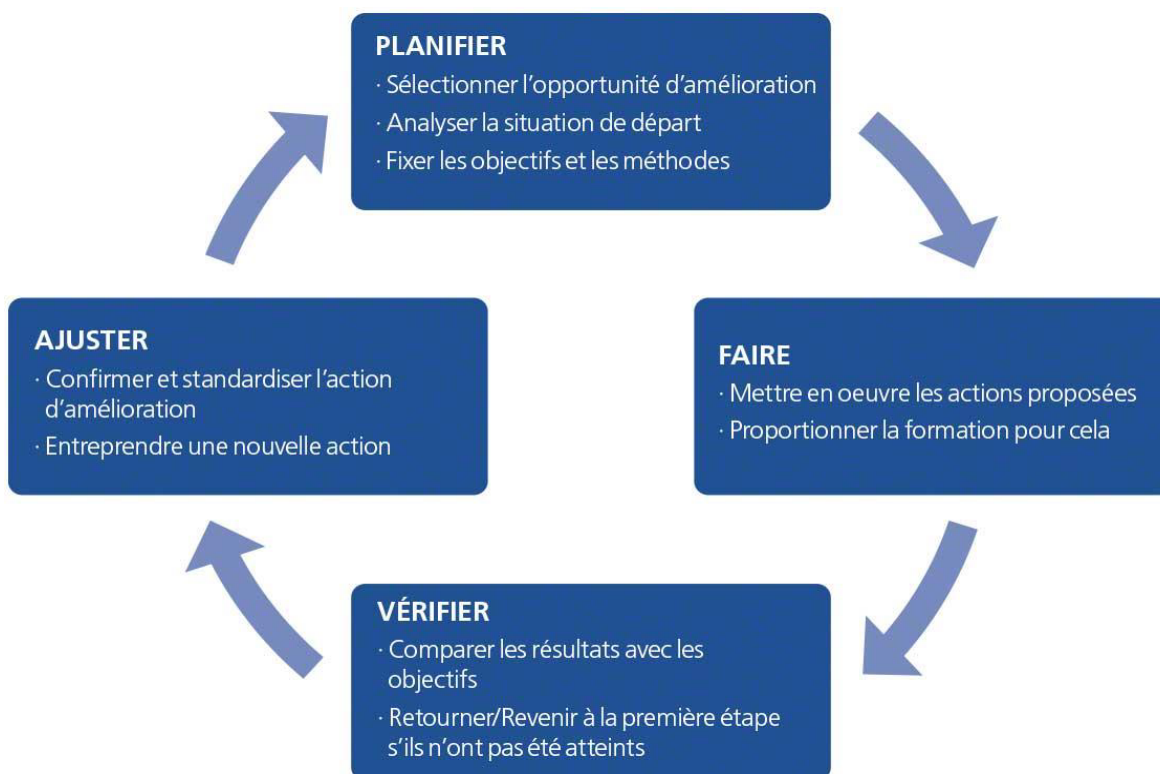 PLANIFIER
· Sélectionner l'opportunité d'amélioration
· Analyser la situation de départ
· Fixer les objectifs et les méthodes
FAIRE
· Mettre en oeuvre les actions proposées
· Proportionner la formation pour cela
VÉRIFIER
· Comparer les résultats avec les
objectifs
· Retourner/Revenir à la première étape
s'ils n'ont pas été atteints
AJUSTER
· Confirmer et standardiser l'action
d'amélioration
· Entreprendre une nouvelle action